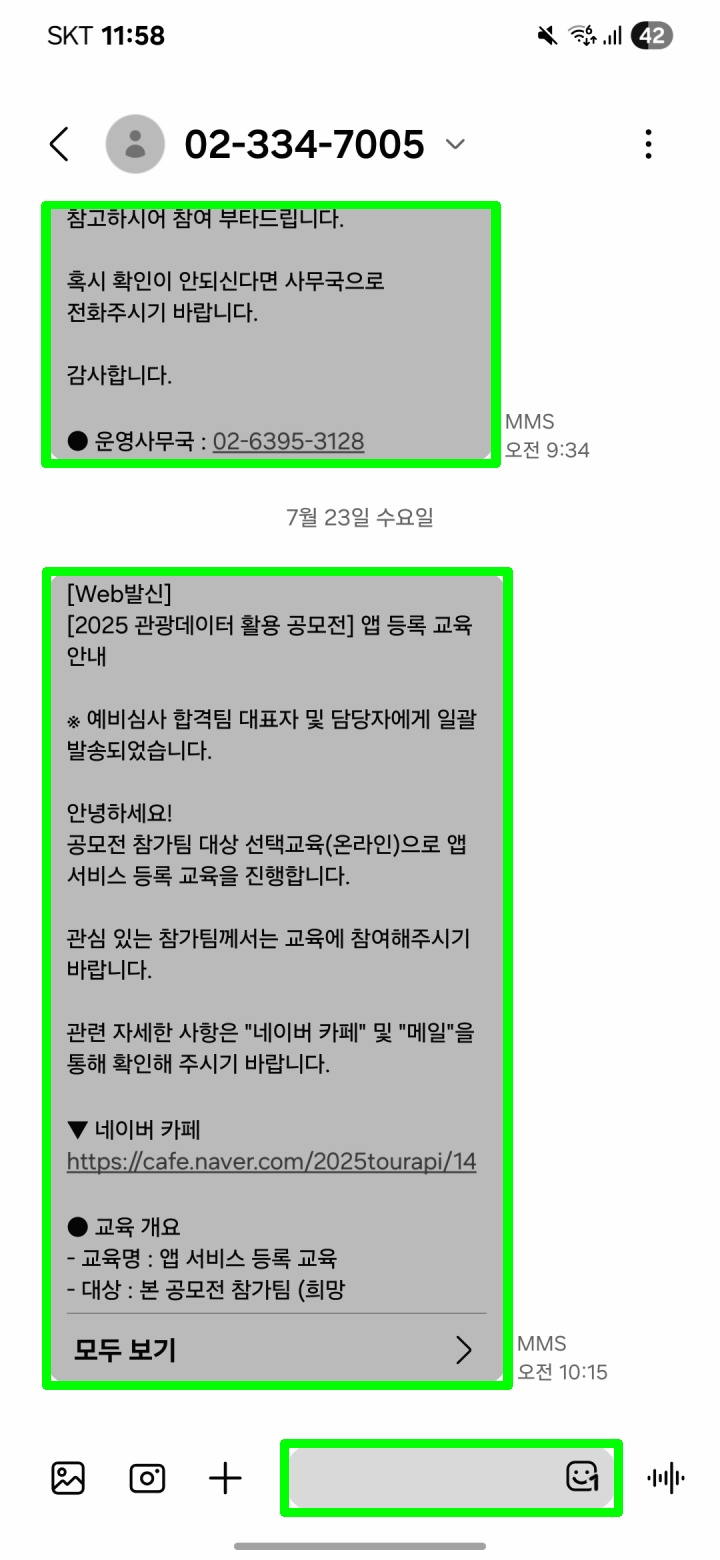 SKT 11:58
42
02-334-7005
참고하시어 참여 부타드립니다.
혹시 확인이 안되신다면 사무국으로
전화주시기 바랍니다.
감사합니다.
● 운영사무국 : 02-6395-3128
MMS
오전 9:34
7월 23일 수요일
[Web발신]
[2025 관광데이터 활용 공모전] 앱 등록 교육
안내
※ 예비심사 합격팀 대표자 및 담당자에게 일괄
발송되었습니다.
안녕하세요!
공모전 참가팀 대상 선택교육(온라인)으로 앱
서비스 등록 교육을 진행합니다.
관심 있는 참가팀께서는 교육에 참여해주시기
바랍니다.
관련 자세한 사항은 "네이버 카페" 및 "메일"을
통해 확인해 주시기 바랍니다.
▼ 네이버 카페
https://cafe.naver.com/2025tourapi/14
● 교육 개요
- 교육명 : 앱 서비스 등록 교육
- 대상 : 본 공모전 참가팀 (희망
모두 보기
MMS
오전 10:15